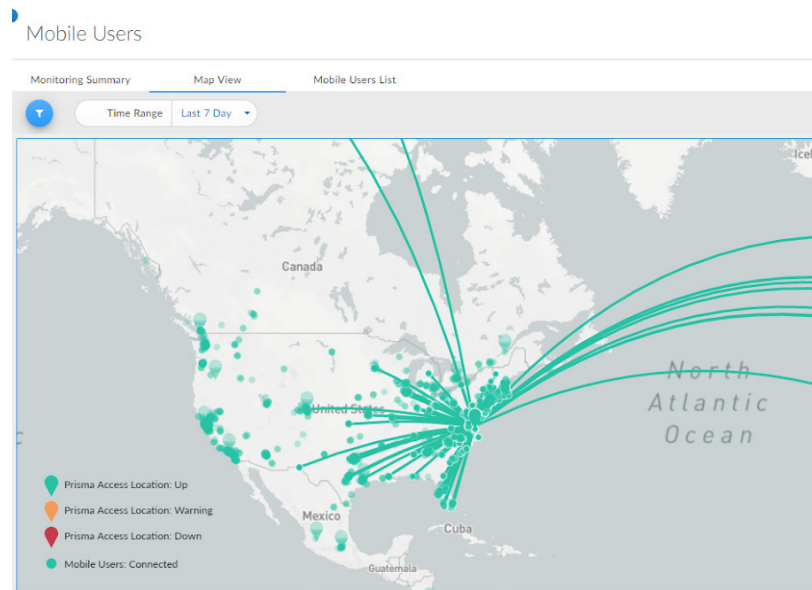 Mobile Users
Monitoring Summary Map View Mobile Users List
Time Range Last 7 Day
Canada
United States
North
Atlantic
Ocean
Prisma Access Location: Up
Prisma Access Location: Warning
Prisma Access Location: Down
Mobile Users: Connected
Mexico
Cuba
Guatemala